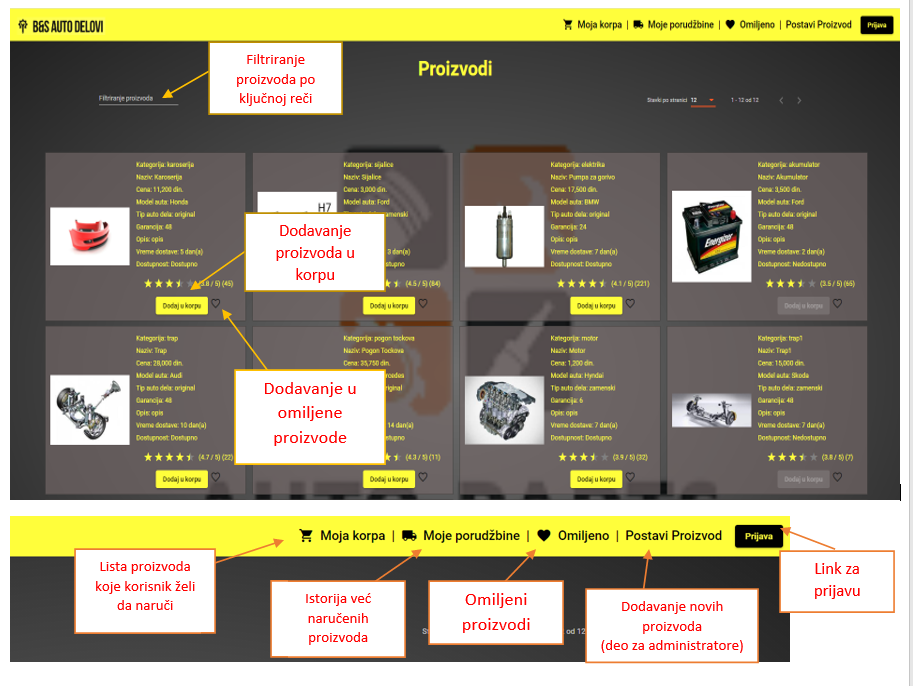 B&S AUTO DELOVI
Moja korpa | Moje porudžbine | Omiljeno | Postavi Proizvod Prijava
Filtriranje
proizvoda po
ključnoj reči
Proizvodi
Filtriranje proizvoda
Stavki po stranici 12 1 - 12 od 12
Kategorija: karoserija
Naziv: Karoserija
Cena: 11,200 din.
Model auta: Honda
Tip auto dela: original
Garancija: 48
Opis: opis
Vreme dostave: 5 dan(a)
Dostupnost: Dostupno
(3.8 / 5) (45)
Dodaj u korpu
Kategorija: sijalice
Naziv: Sijalice
Cena: 3,000 din.
Model auta: Ford
zamenski
H7
3 dan(a)
Dostupno
(4.5 / 5) (84)
Dodaj u korpu
Dodavanje
proizvoda u
korpu
Kategorija: elektrika
Naziv: Pumpa za gorivo
Cena: 17,500 din.
Model auta: BMW
Tip auto dela: original
Garancija: 24
Opis: opis
Vreme dostave: 7 dan(a)
Dostupnost: Dostupno
(4.1 / 5) (221)
Dodaj u korpu
Kategorija: akumulator
Naziv: Akumulator
Cena: 3,500 din.
Model auta: Ford
Tip auto dela: original
Garancija: 48
Opis: opis
Vreme dostave: 2 dan(a)
Dostupnost: Nedostupno
Energizer
(3.5 / 5) (65)
Dodaj u korpu
Kategorija: trap
Naziv: Trap
Cena: 28,000 din.
Model auta: Audi
Tip auto dela: original
Garancija: 48
Opis: opis
Vreme dostave: 10 dan(a)
Dostupnost: Dostupno
(4.7 / 5) (22)
Dodaj u korpu
Kategorija: pogon tockova
Naziv: Pogon Tockova
Cena: 35,750 din.
original
14 dan(a)
Dostupno
(4.3 / 5) (11)
Dodaj u korpu
Dodavanje u
omiljene
proizvode
Kategorija: motor
Naziv: Motor
Cena: 1,200 din.
Model auta: Hyndai
Tip auto dela: zamenski
Garancija: 6
Opis: opis
Vreme dostave: 7 dan(a)
Dostupnost: Dostupno
(3.9 / 5) (32)
Dodaj u korpu
Kategorija: trap1
Naziv: Trap1
Cena: 15,000 din.
Model auta: Skoda
Tip auto dela: zamenski
Garancija: 48
Opis: opis
Vreme dostave: 7 dan(a)
Dostupnost: Nedostupno
(3.8 / 5) (7)
Dodaj u korpu
AUTO PARTS
Moja korpa | Moje porudžbine | Omiljeno | Postavi Proizvod Prijava
Lista proizvoda
koje korisnik želi
da naruči
Istorija već
naručenih
proizvoda
Omiljeni
proizvodi
od 12
Dodavanje novih
proizvoda
(deo za administratore)
Link za
prijavu